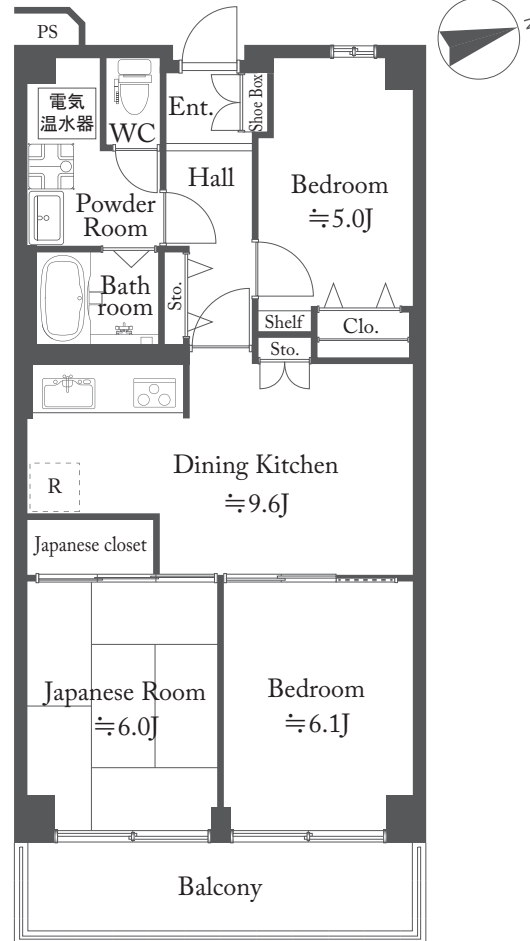 PS
電気
温水器
WC
Ent.
Shoe Box
Hall
Powder
Room
Bedroom
≒5.0J
Bath
room
Sto.
Shelf
Clo.
Sto.
Dining Kitchen
≒9.6J
R
Japanese closet
Japanese Room
≒6.0J
Bedroom
≒6.1J
Balcony